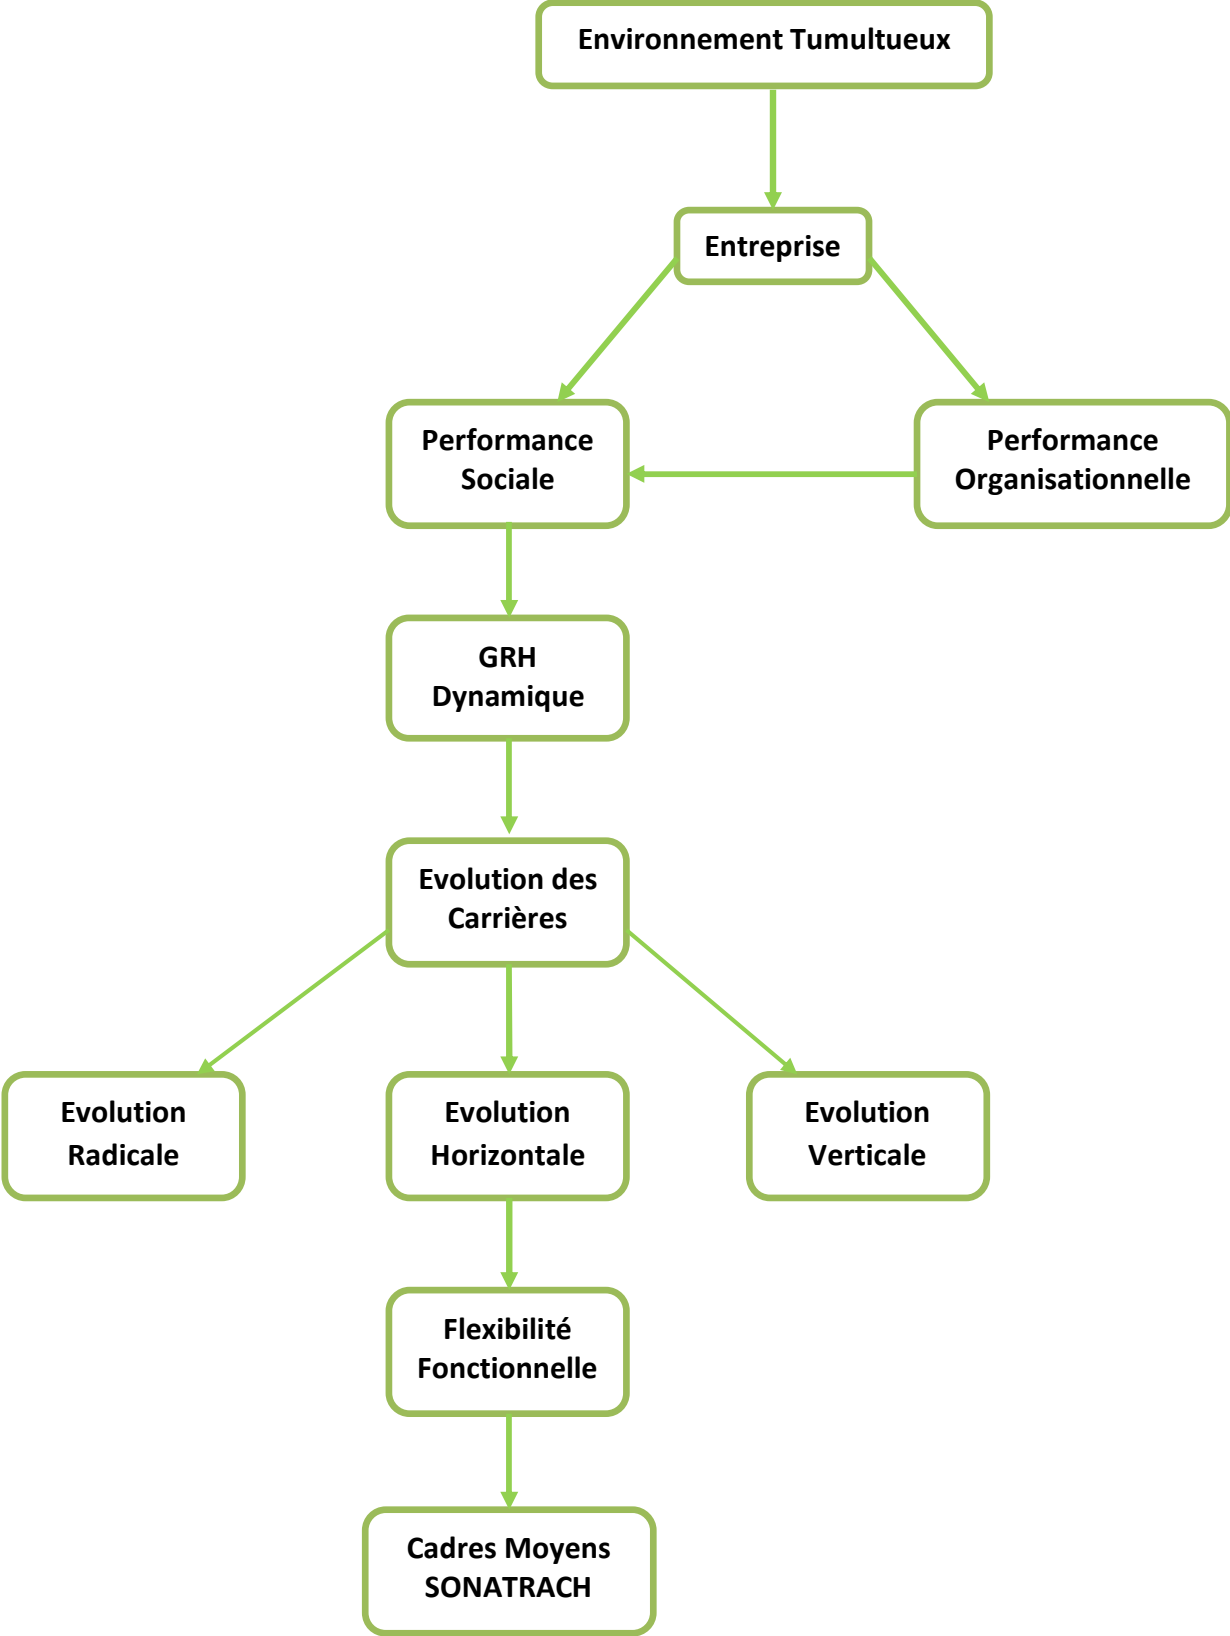 Environnement Tumultueux
Entreprise
Performance
Sociale
Performance
Organisationnelle
GRH
Dynamique
Evolution des
Carrières
Evolution
Radicale
Evolution
Horizontale
Evolution
Verticale
Flexibilité
Fonctionnelle
Cadres Moyens
SONATRACH